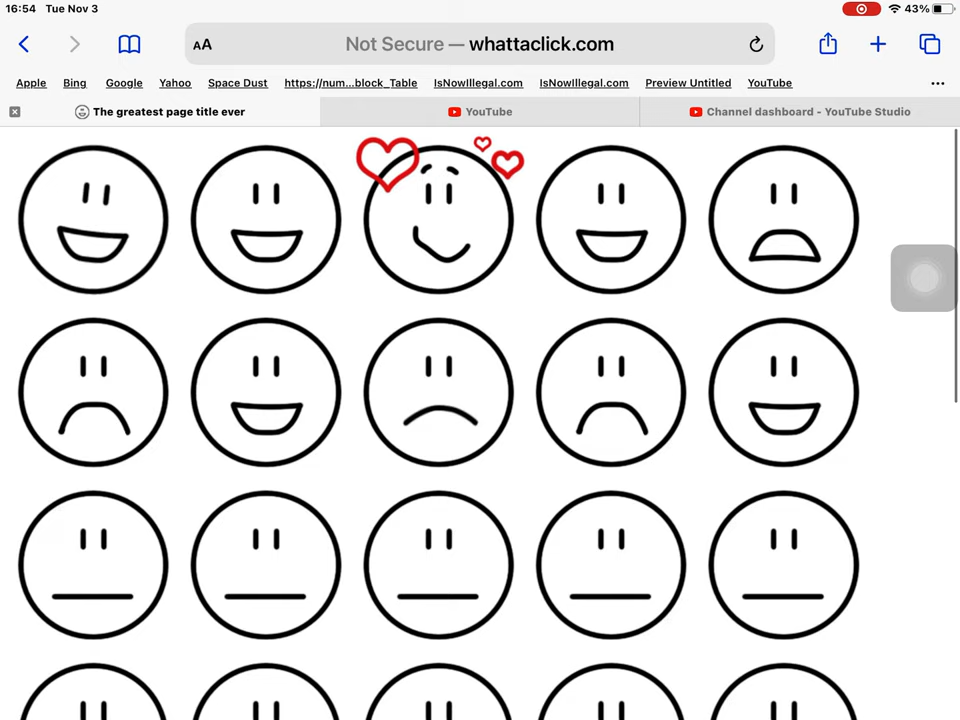 16:54 Tue Nov 3 43%
AA Not Secure — whattaclick.com
Apple Bing Google Yahoo Space Dust https://num...block_Table IsNowIllegal.com IsNowIllegal.com Preview Untitled YouTube
The greatest page title ever YouTube Channel dashboard - YouTube Studio